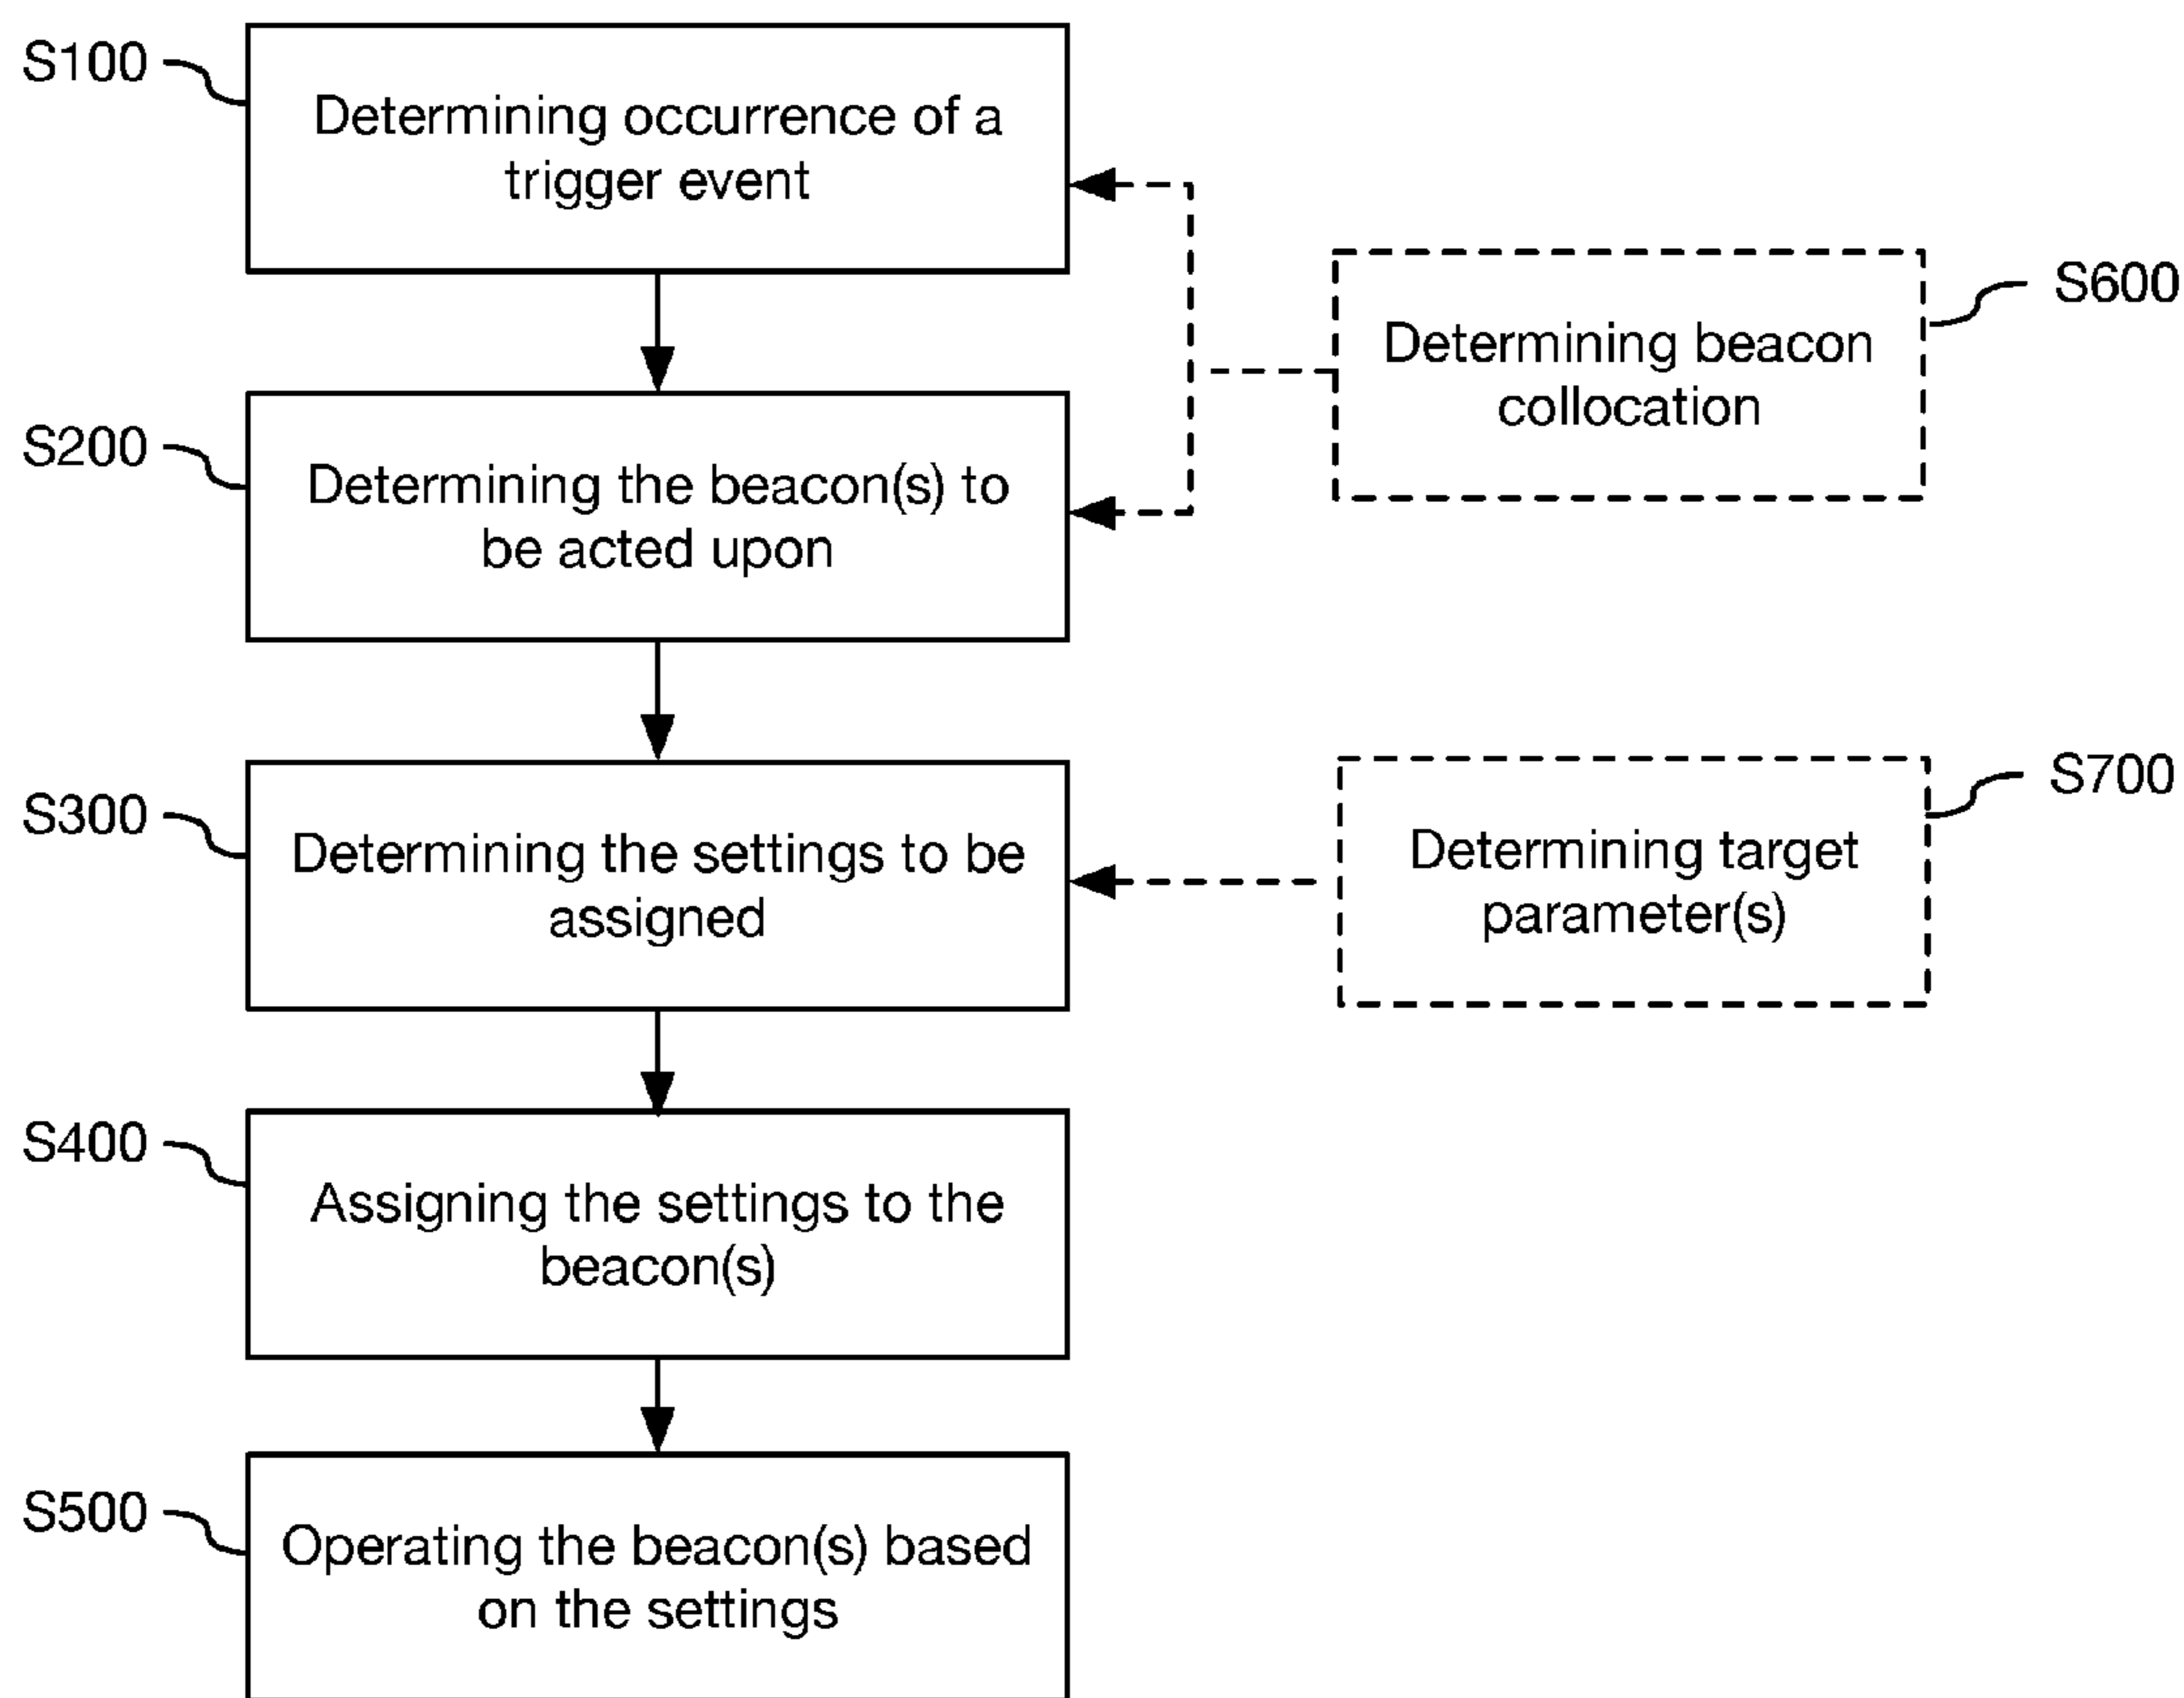 S100
Determining occurrence of a
trigger event
S600
Determining beacon
collocation
S200
Determining the beacon(s) to
be acted upon
S300
Determining the settings to be
assigned
S700
Determining target
parameter(s)
S400
Assigning the settings to the
beacon(s)
S500
Operating the beacon(s) based
on the settings